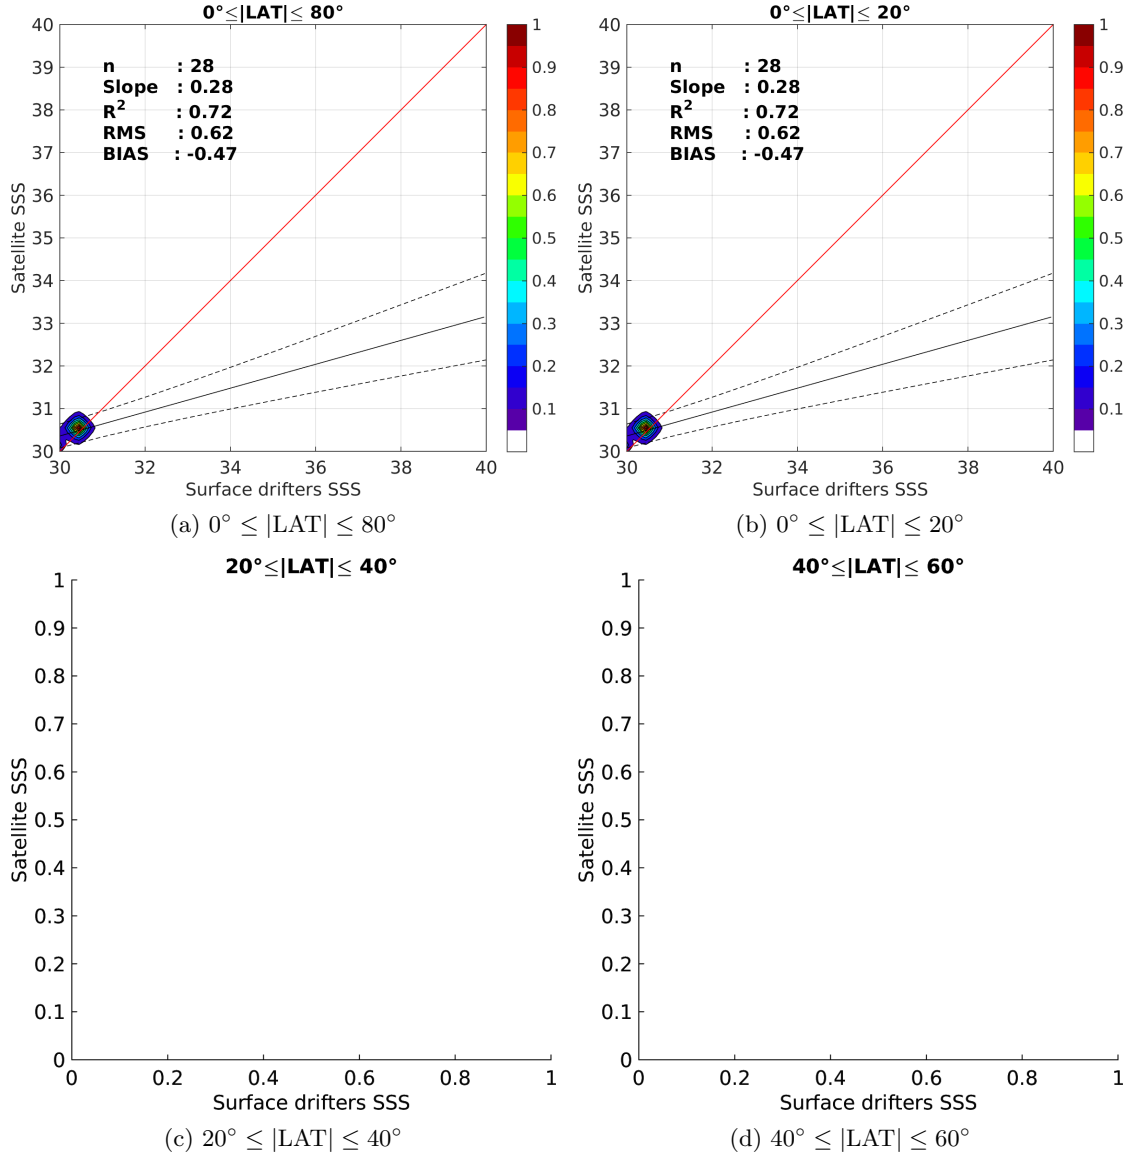 0°≤|LAT|≤ 80°
40
39
38
37
36
35
34
33
32
31
30
n : 28
Slope : 0.28
R² : 0.72
RMS : 0.62
BIAS : -0.47
30 32 34 36 38 40
Surface drifters SSS
Satellite SSS
1
0.9
0.8
0.7
0.6
0.5
0.4
0.3
0.2
0.1
(a) 0° ≤ |LAT| ≤ 80°
0°≤|LAT|≤ 20°
40
39
38
37
36
35
34
33
32
31
30
n : 28
Slope : 0.28
R² : 0.72
RMS : 0.62
BIAS : -0.47
30 32 34 36 38 40
Surface drifters SSS
Satellite SSS
1
0.9
0.8
0.7
0.6
0.5
0.4
0.3
0.2
0.1
(b) 0° ≤ |LAT| ≤ 20°
20°≤|LAT|≤ 40°
1
0.9
0.8
0.7
0.6
0.5
0.4
0.3
0.2
0.1
0
0 0.2 0.4 0.6 0.8 1
Surface drifters SSS
Satellite SSS
(c) 20° ≤ |LAT| ≤ 40°
40°≤|LAT|≤ 60°
1
0.9
0.8
0.7
0.6
0.5
0.4
0.3
0.2
0.1
0
0 0.2 0.4 0.6 0.8 1
Surface drifters SSS
Satellite SSS
(d) 40° ≤ |LAT| ≤ 60°